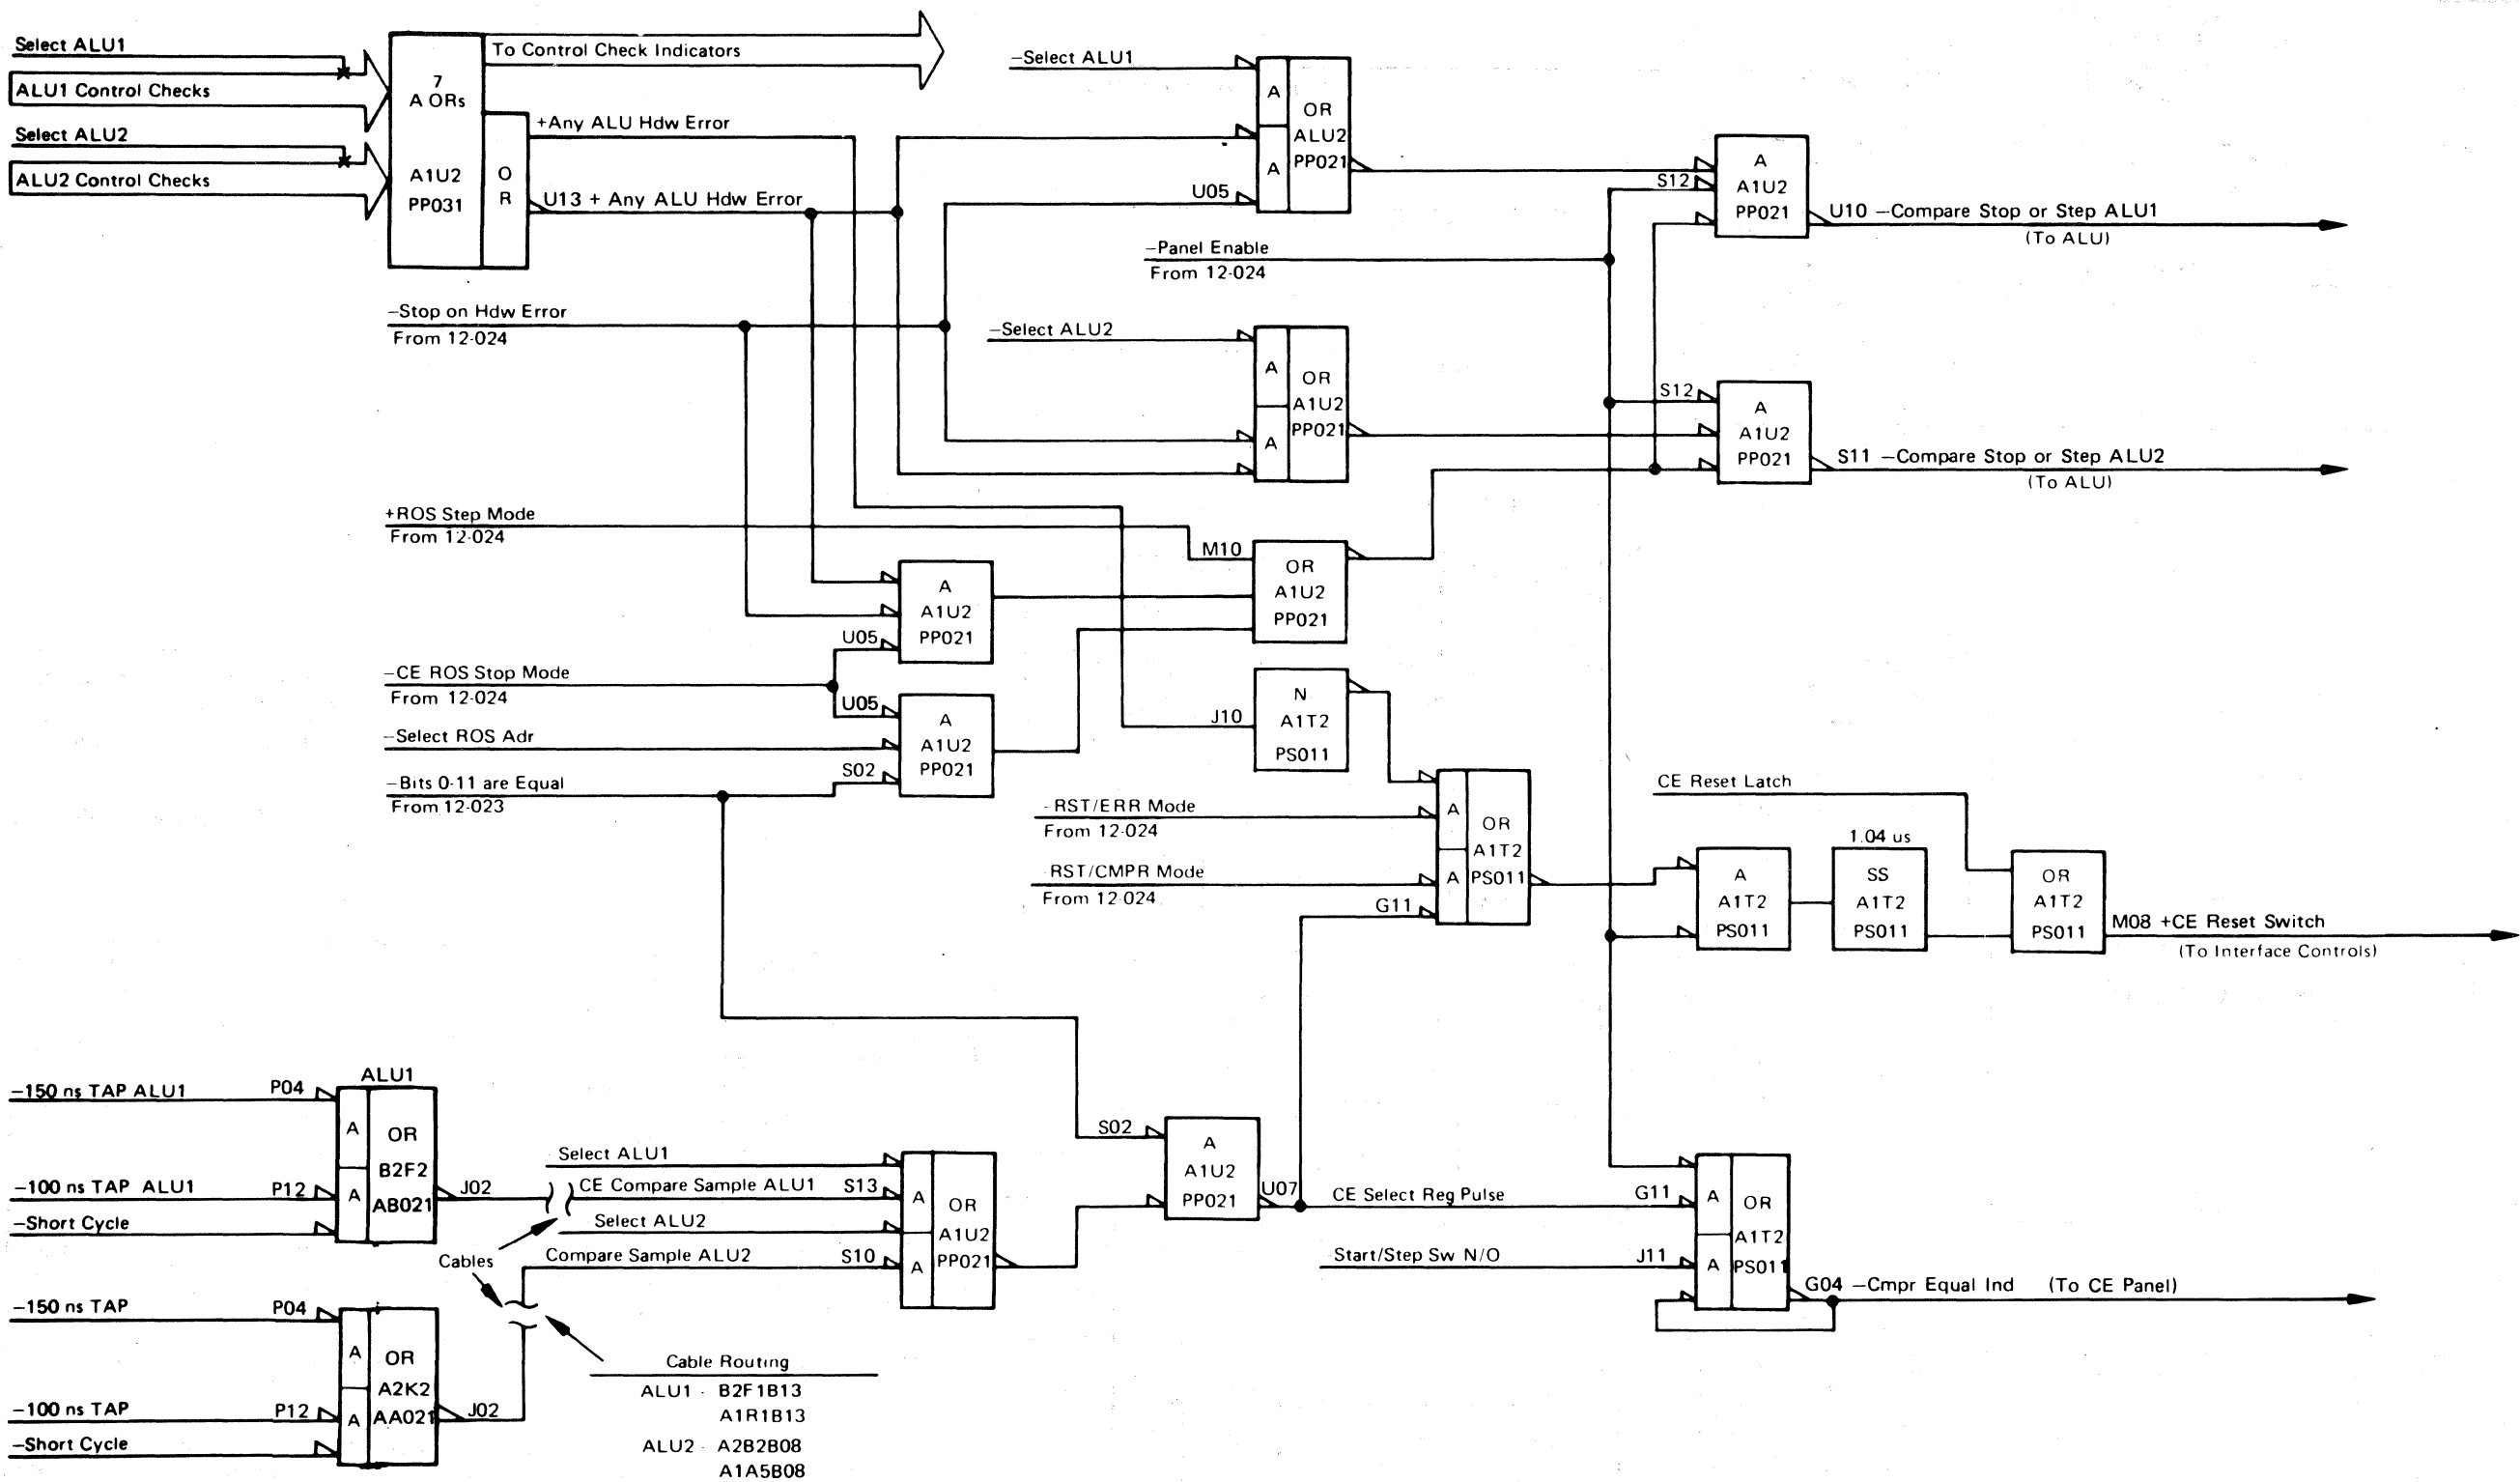 Select ALU1
ALU1 Control Checks
Select ALU2
ALU2 Control Checks
7
A ORs
A1U2
PP031
O
R
To Control Check Indicators
+Any ALU Hdw Error
U13 + Any ALU Hdw Error
—Stop on Hdw Error
From 12-024
—Select ALU1
U05
A
A
OR
ALU2
PP021
—Panel Enable
From 12-024
—Select ALU2
A
A
OR
A1U2
PP021
S12
A
A1U2
PP021
U10 —Compare Stop or Step ALU1
(To ALU)
S12
A
A1U2
PP021
S11 —Compare Stop or Step ALU2
(To ALU)
+ROS Step Mode
From 12-024
M10
OR
A1U2
PP021
A
A1U2
PP021
U05
—CE ROS Stop Mode
From 12-024
U05
A
A1U2
PP021
—Select ROS Adr
S02
—Bits 0-11 are Equal
From 12-023
J10
N
A1T2
PS011
-RST/ERR Mode
From 12-024
RST/CMPR Mode
From 12-024
G11
A
A
OR
A1T2
PS011
CE Reset Latch
A
A1T2
PS011
1.04 us
SS
A1T2
PS011
OR
A1T2
PS011
M08 +CE Reset Switch
(To Interface Controls)
ALU1
—150 ns TAP ALU1
P04
—100 ns TAP ALU1
P12
—Short Cycle
A
A
OR
B2F2
AB021
J02
Select ALU1
CE Compare Sample ALU1
S13
Select ALU2
Compare Sample ALU2
S10
Cables
A
A
OR
A1U2
PP021
S02
A
A1U2
PP021
U07
CE Select Reg Pulse
G11
Start/Step Sw N/O
J11
A
A
OR
A1T2
PS011
G04 —Cmpr Equal Ind (To CE Panel)
—150 ns TAP
P04
—100 ns TAP
P12
—Short Cycle
A
A
OR
A2K2
AA021
J02
Cable Routing
ALU1 - B2F1B13
A1R1B13
ALU2 - A2B2B08
A1A5B08